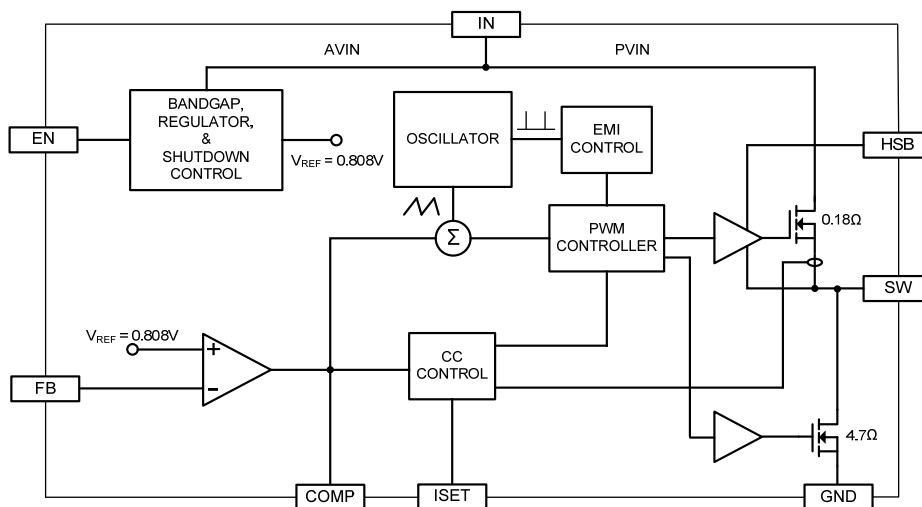 IN
AVIN
PVIN
BANDGAP,
REGULATOR,
&
SHUTDOWN
CONTROL
EN
VREF = 0.808V
OSCILLATOR
EMI
CONTROL
HSB
0.18Ω
Σ
PWM
CONTROLLER
SW
VREF = 0.808V
+
-
FB
CC
CONTROL
4.7Ω
COMP
ISET
GND